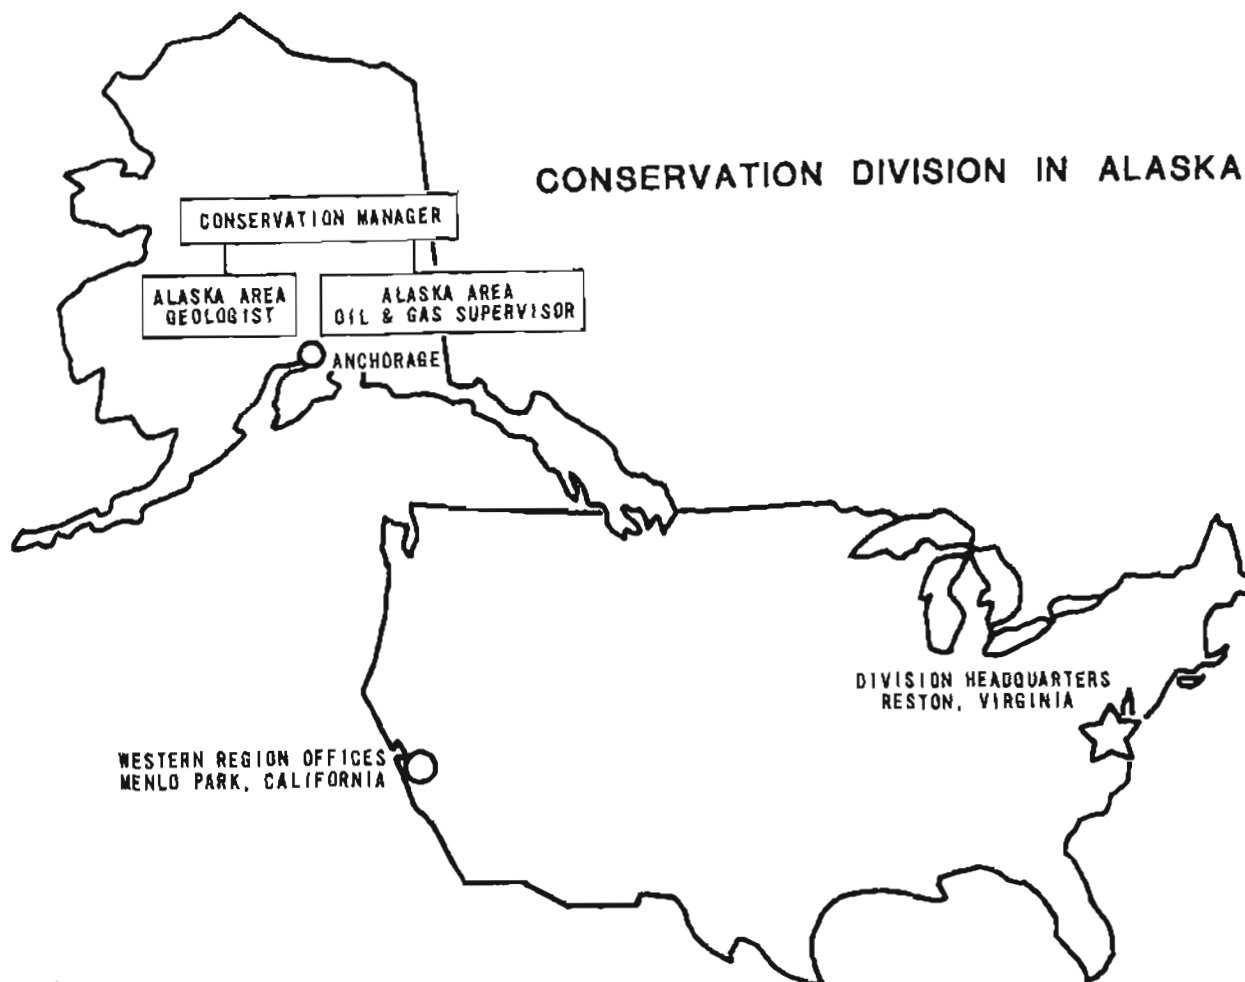 CONSERVATION DIVISION IN ALASKA
CONSERVATION MANAGER
ALASKA AREA
GEOLOGIST
ALASKA AREA
OIL & GAS SUPERVISOR
ANCHORAGE
DIVISION HEADQUARTERS
RESTON, VIRGINIA
WESTERN REGION OFFICES
MENLO PARK, CALIFORNIA